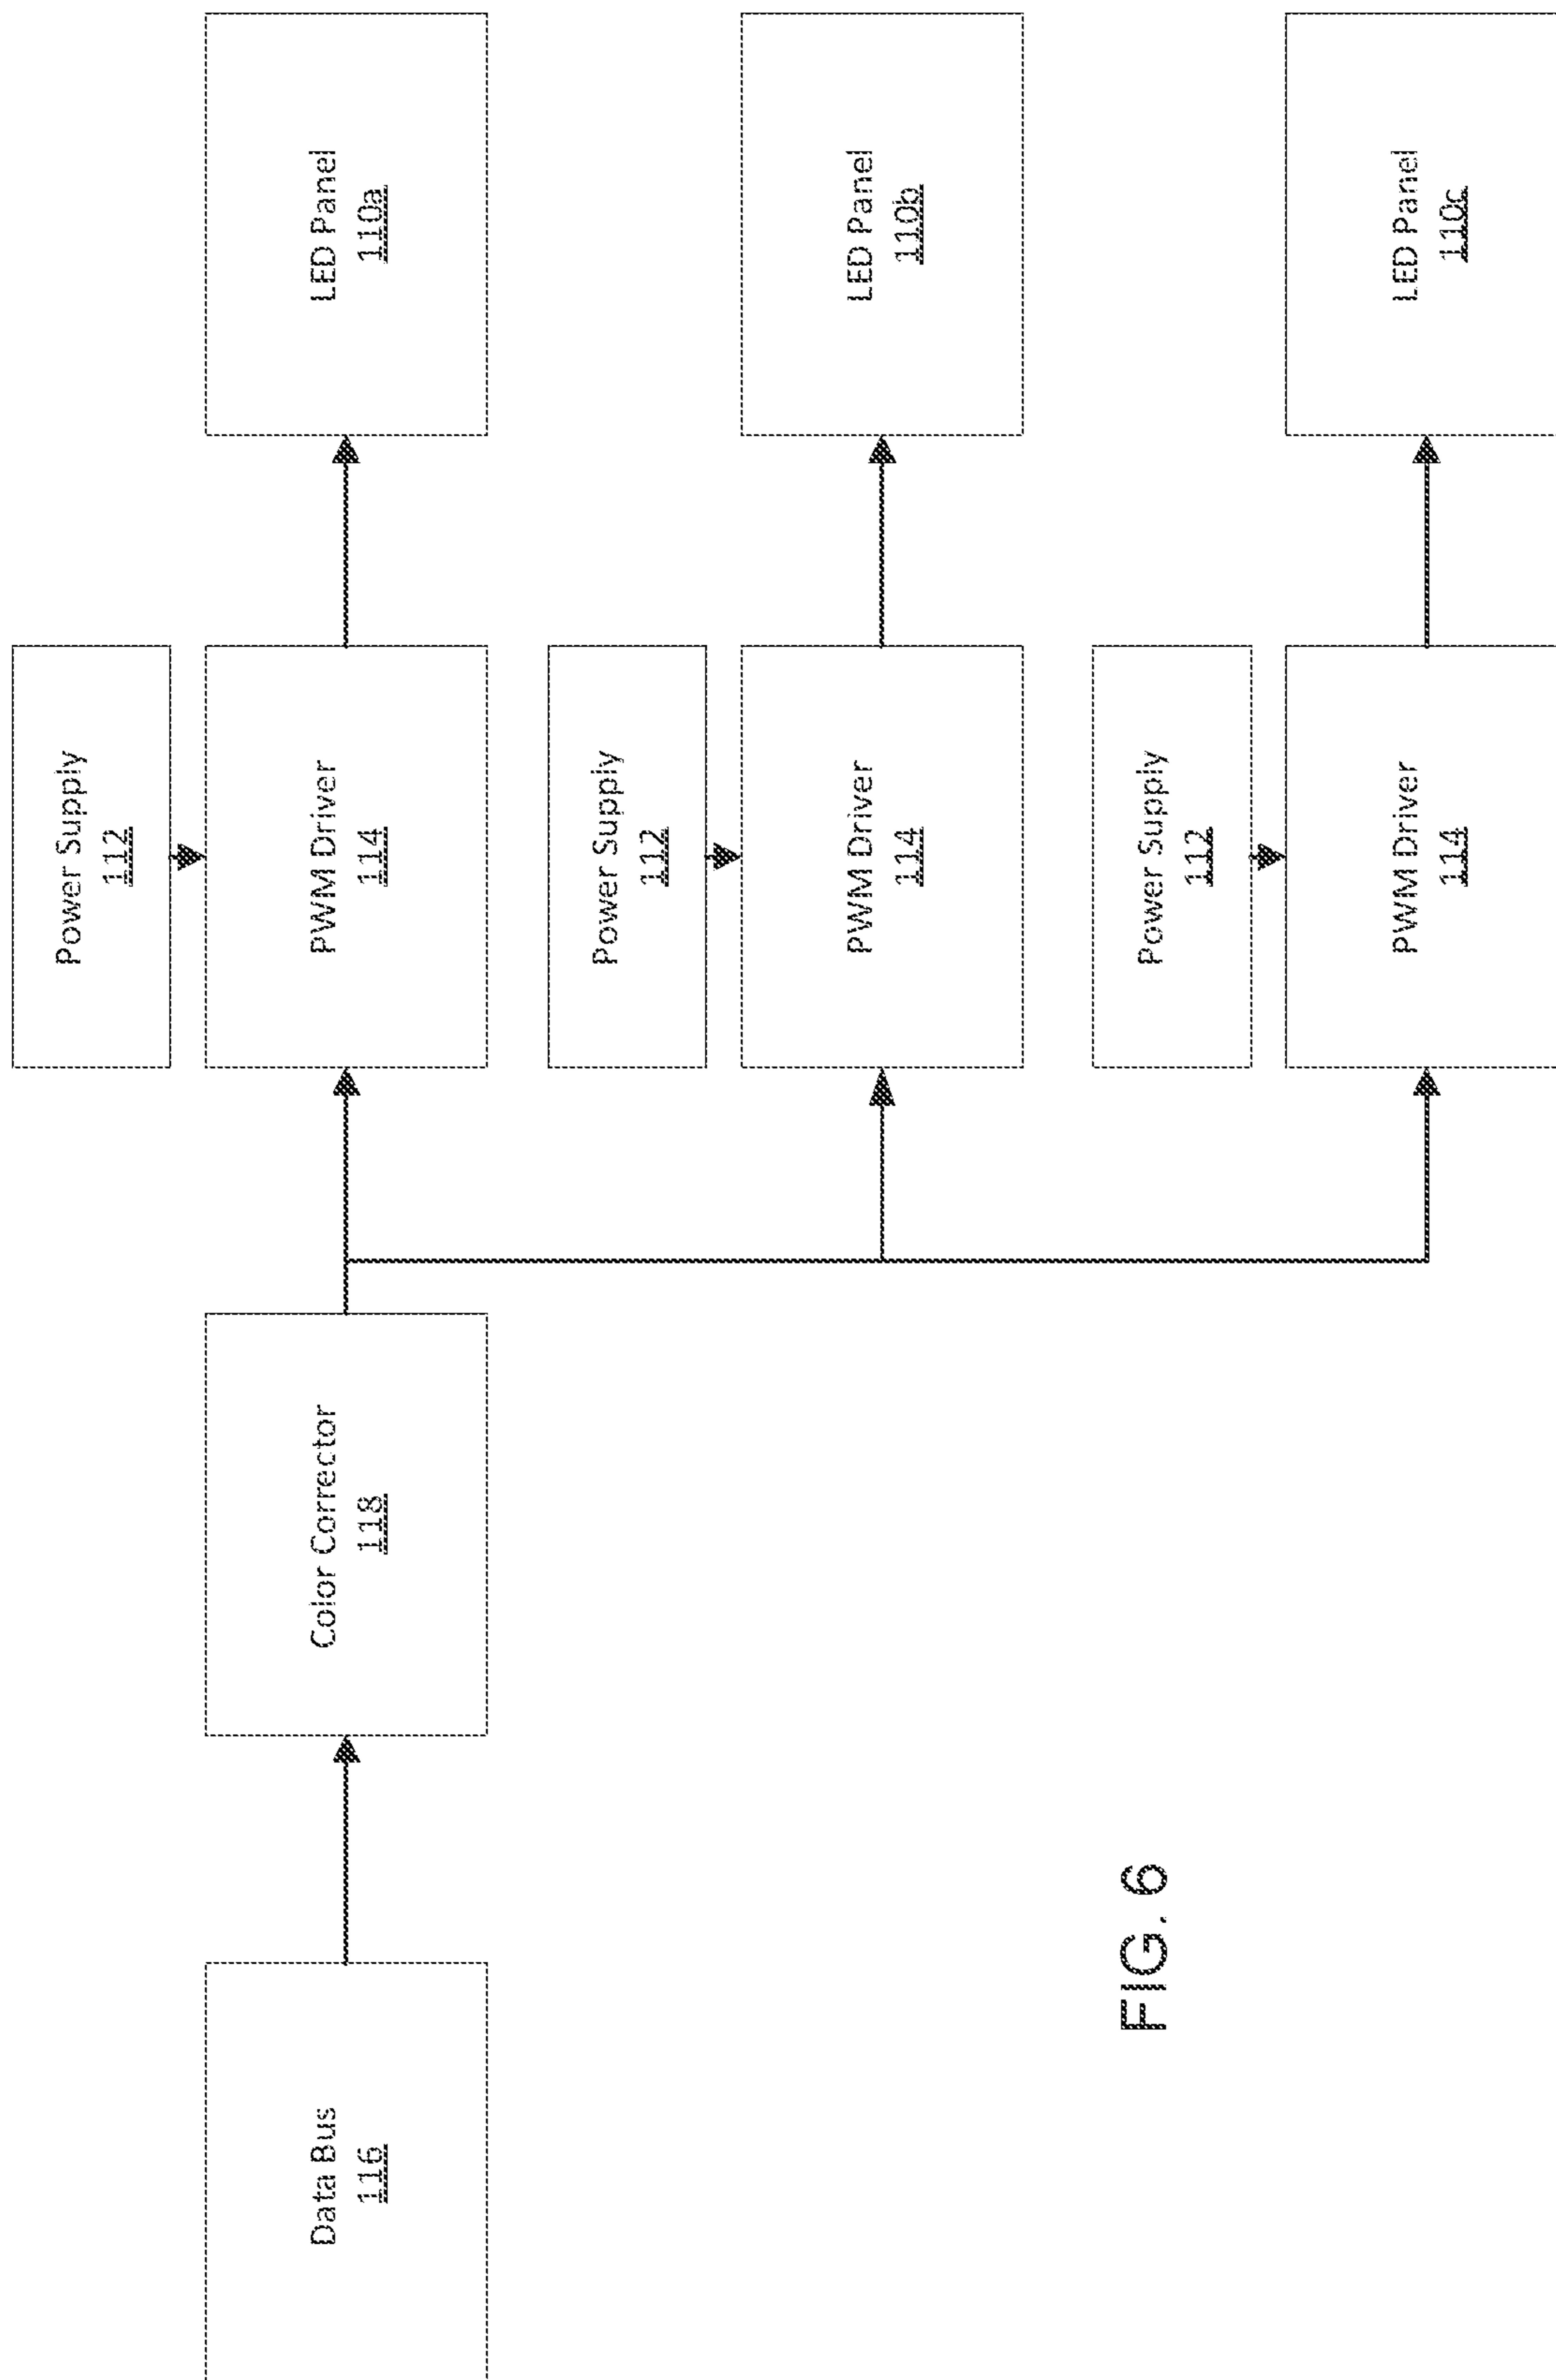 Data Bus
116
Color Corrector
118
Power Supply
112
PWM Driver
114
LED Panel
110a
Power Supply
112
PWM Driver
114
LED Panel
110b
Power Supply
112
PWM Driver
114
LED Panel
110c
FIG. 6